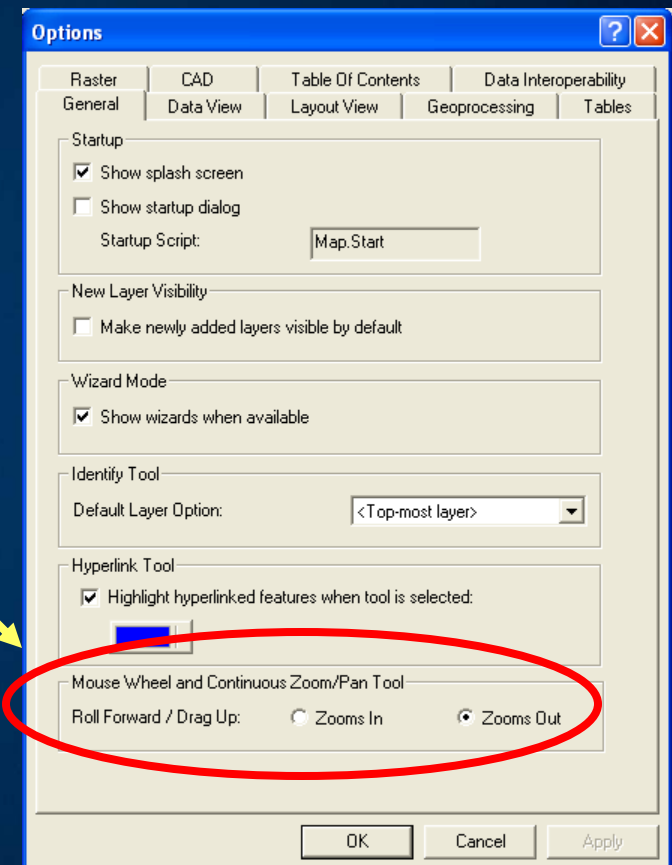 Options
Raster CAD Table Of Contents Data Interoperability
General Data View Layout View Geoprocessing Tables
Startup
Show splash screen
Show startup dialog
Startup Script: Map.Start
New Layer Visibility
Make newly added layers visible by default
Wizard Mode
Show wizards when available
Identify Tool
Default Layer Option: <Top-most layer>
Hyperlink Tool
Highlight hyperlinked features when tool is selected:
Mouse Wheel and Continuous Zoom/Pan Tool
Roll Forward / Drag Up: Zooms In Zooms Out
OK Cancel Apply